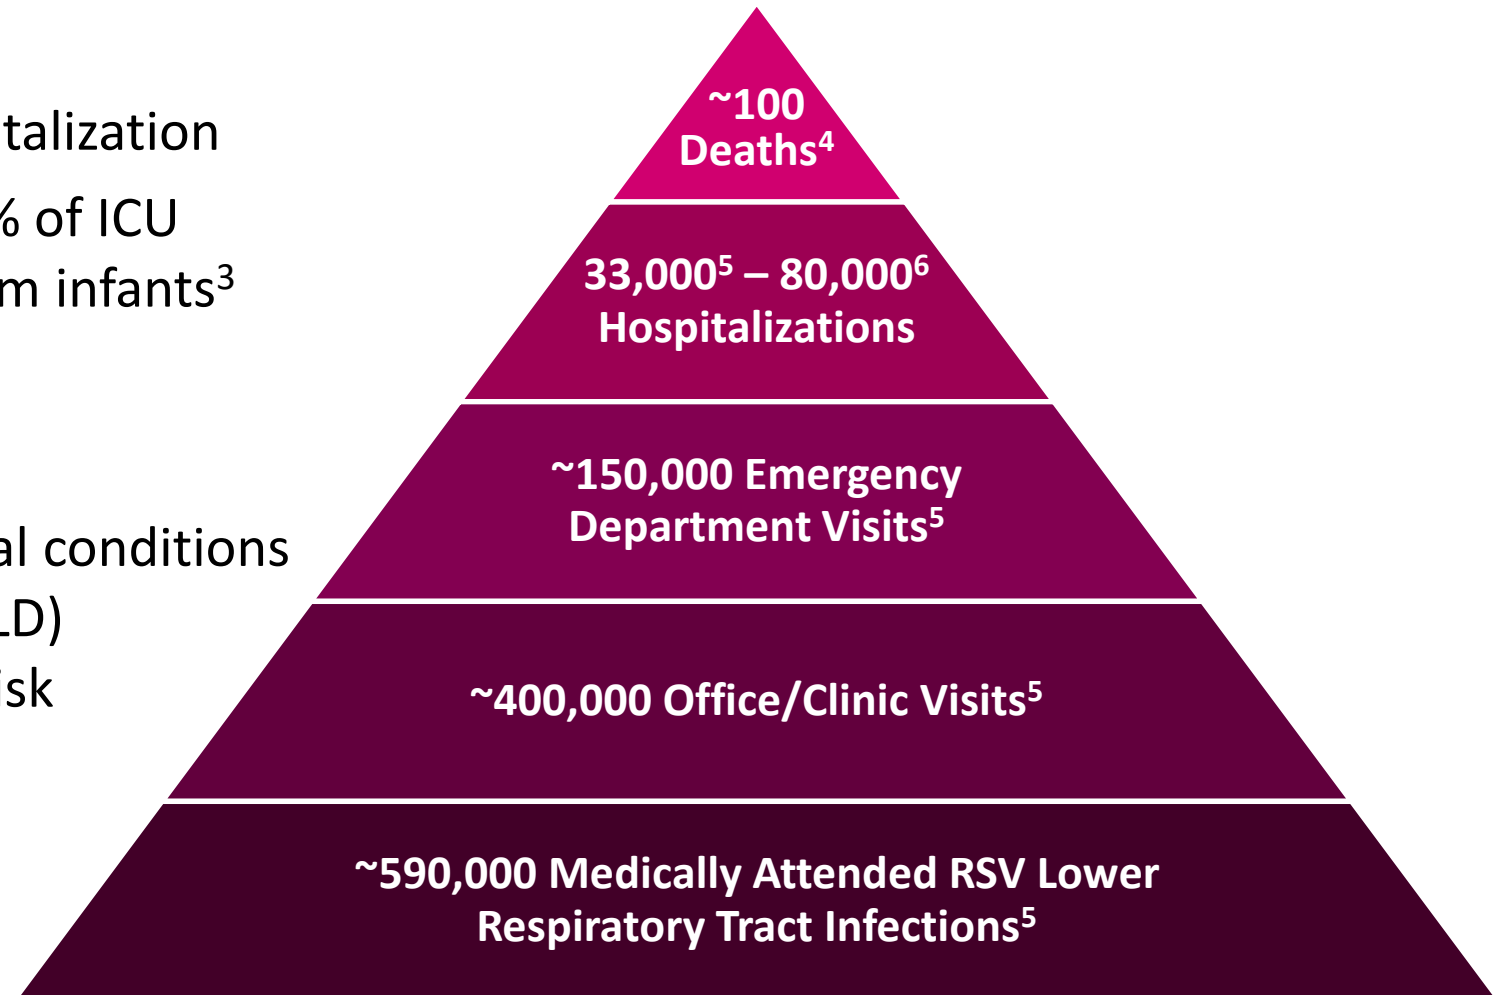 talization
% of ICU
m infants³
al conditions
LD)
isk
~100
Deaths⁴
33,000⁵ – 80,000⁶
Hospitalizations
~150,000 Emergency
Department Visits⁵
~400,000 Office/Clinic Visits⁵
~590,000 Medically Attended RSV Lower
Respiratory Tract Infections⁵